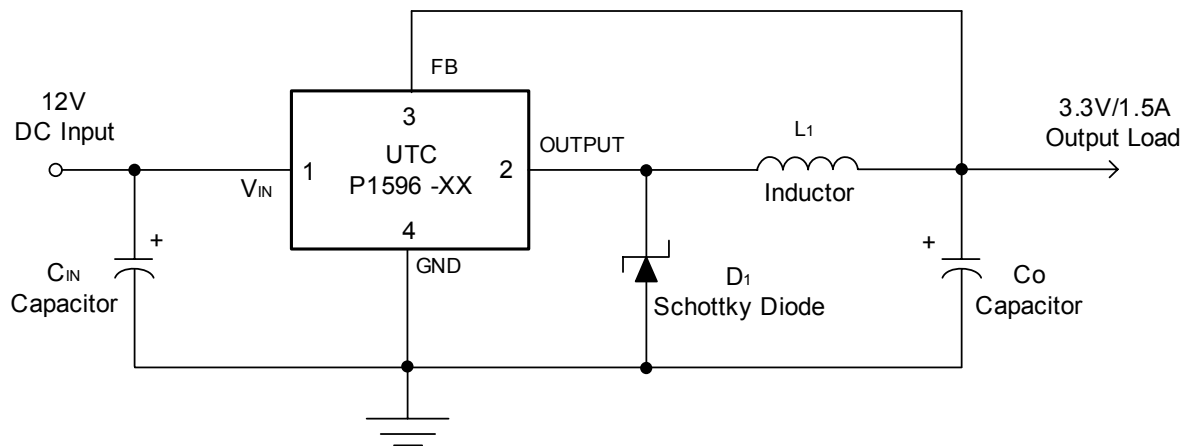 FB
12V
DC Input
3
3.3V/1.5A
Output Load
L1
OUTPUT
UTC
P1596 -XX
1
2
VIN
Inductor
4
GND
+
+
CIN
Capacitor
D1
Schottky Diode
Co
Capacitor